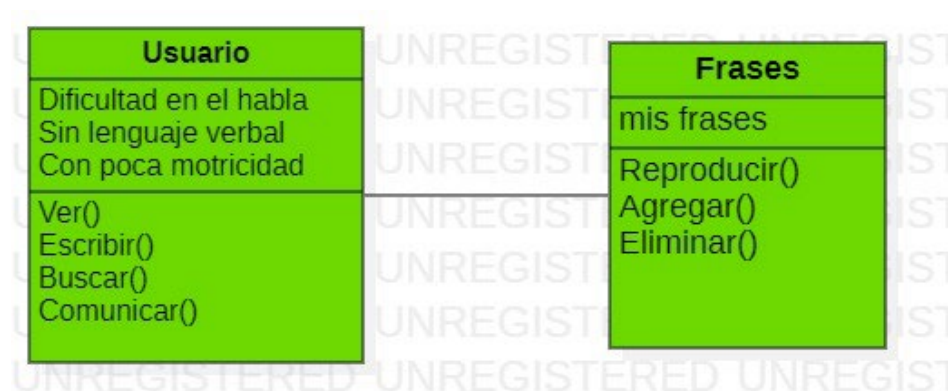 Usuario
Dificultad en el habla
Sin lenguaje verbal
Con poca motricidad
Ver()
Escribir()
Buscar()
Comunicar()
Frases
mis frases
Reproducir()
Agregar()
Eliminar()
UNREGISTERED UNREGISTERED